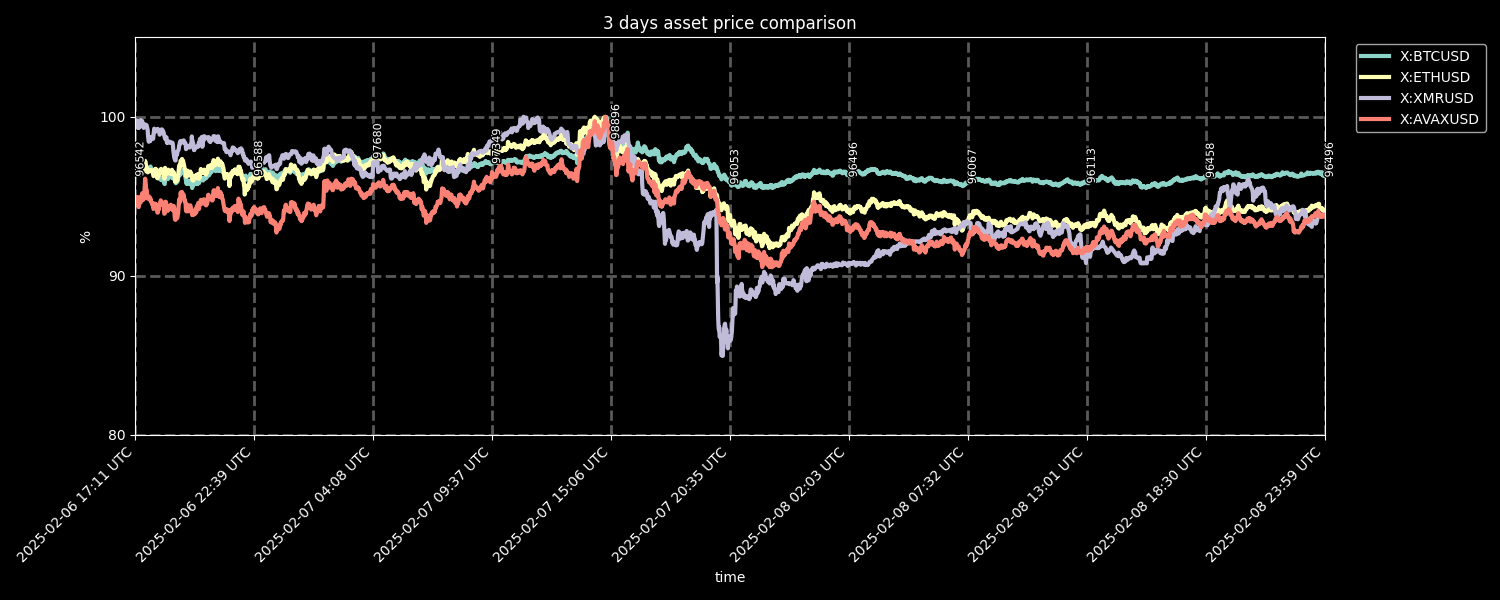 3 days asset price comparison
X:BTCUSD
X:ETHUSD
X:XMRUSD
X:AVAXUSD
100
90
80
%
96542
96588
97680
97349
98896
96053
96496
96067
96113
96458
96496
2025-02-06 17:11 UTC
2025-02-06 22:39 UTC
2025-02-07 04:08 UTC
2025-02-07 09:37 UTC
2025-02-07 15:06 UTC
2025-02-07 20:35 UTC
2025-02-08 02:03 UTC
2025-02-08 07:32 UTC
2025-02-08 13:01 UTC
2025-02-08 18:30 UTC
2025-02-08 23:59 UTC
time